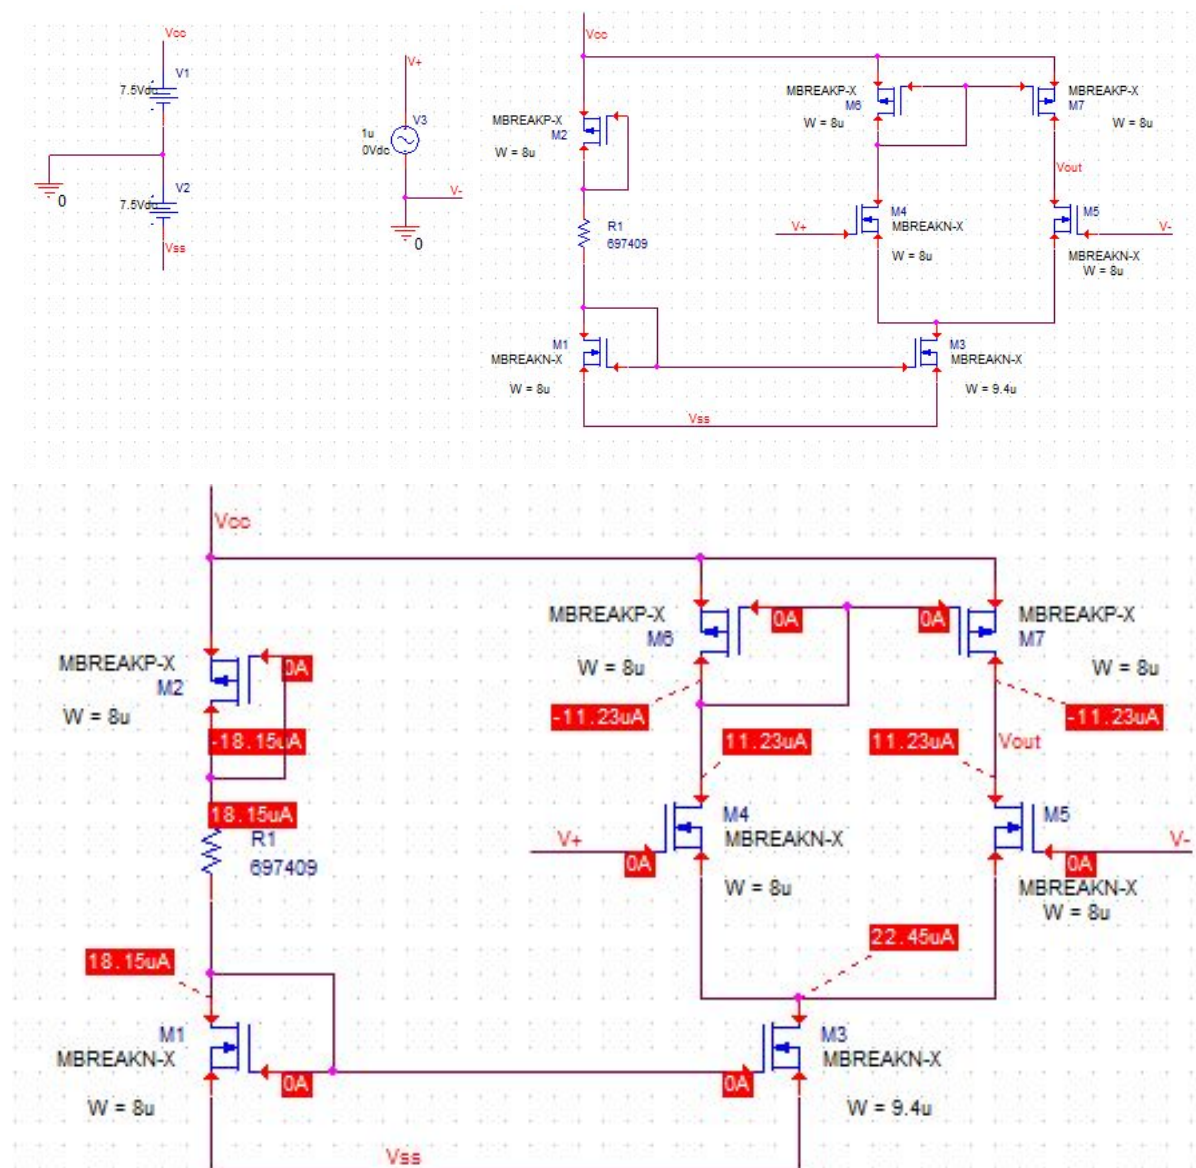 Vcc
V1
7.5Vdc
0
V2
7.5Vdc
Vss
V+
V3
1u
0Vdc
V-
0
Vcc
MBREAKP-X
M2
W = 8u
R1
697409
M1
MBREAKN-X
W = 8u
Vss
MBREAKP-X
M6
W = 8u
MBREAKP-X
M7
W = 8u
Vout
V+
M4
MBREAKN-X
W = 8u
M5
V-
MBREAKN-X
W = 8u
M3
MBREAKN-X
W = 9.4u
Vcc
MBREAKP-X
M2
W = 8u
0A
-18.15uA
18.15uA
R1
697409
18.15uA
M1
MBREAKN-X
W = 8u
0A
Vss
MBREAKP-X
M6
W = 8u
0A
0A
MBREAKP-X
M7
W = 8u
-11.23uA
-11.23uA
11.23uA
11.23uA
Vout
V+
0A
M4
MBREAKN-X
W = 8u
M5
V-
0A
MBREAKN-X
W = 8u
22.45uA
0A
M3
MBREAKN-X
W = 9.4u